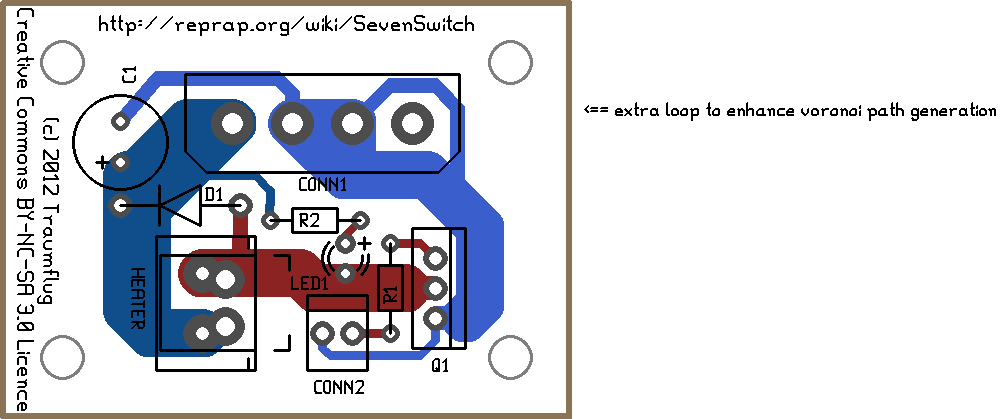 http://reprap.org/wiki/SevenSwitch
Creative Commons BY-NC-SA 3.0 Licence
(c) 2012 Traumflug
C1
+
<== extra loop to enhance voronoi path generation
CONN1
D1
R2
+
LED1
HEATER
R1
Q1
CONN2